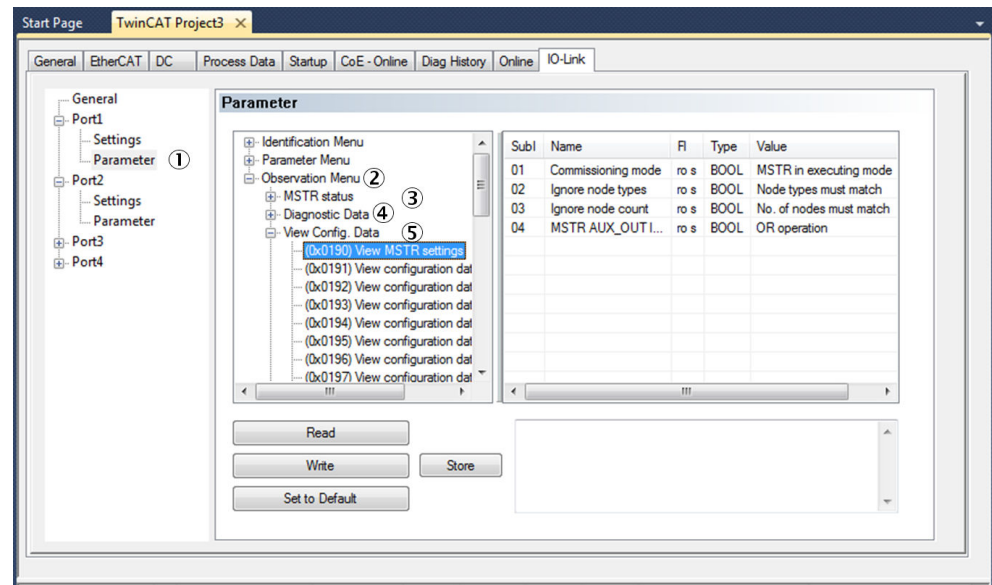 Start Page TwinCAT Project3
General EtherCAT DC Process Data Startup CoE - Online Diag History Online IO-Link
General
Port1
Settings
Parameter ①
Port2
Settings
Parameter
Port3
Port4
Parameter
Identification Menu
Parameter Menu
Observation Menu ②
MSTR status ③
Diagnostic Data ④
View Config. Data ⑤
(0x0190) View MSTR settings
(0x0191) View configuration dat
(0x0192) View configuration dat
(0x0193) View configuration dat
(0x0194) View configuration dat
(0x0195) View configuration dat
(0x0196) View configuration dat
(0x0197) View configuration dat
SubI Name Fl Type Value
01 Commissioning mode ro s BOOL MSTR in executing mode
02 Ignore node types ro s BOOL Node types must match
03 Ignore node count ro s BOOL No. of nodes must match
04 MSTR AUX_OUT I... ro s BOOL OR operation
Read
Write Store
Set to Default